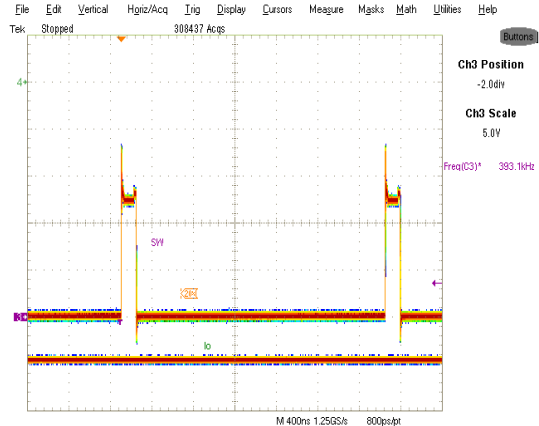 File Edit Vertical Horiz/Acq Trig Display Cursors Measure Masks Math Utilities Help
Tek Stopped 308437 Acqs
Buttons
Ch3 Position
-2.0div
Ch3 Scale
5.0V
Freq(C3)* 393.1kHz
4
SW
3
Io
M 400ns 1.25GS/s 800ps/pt